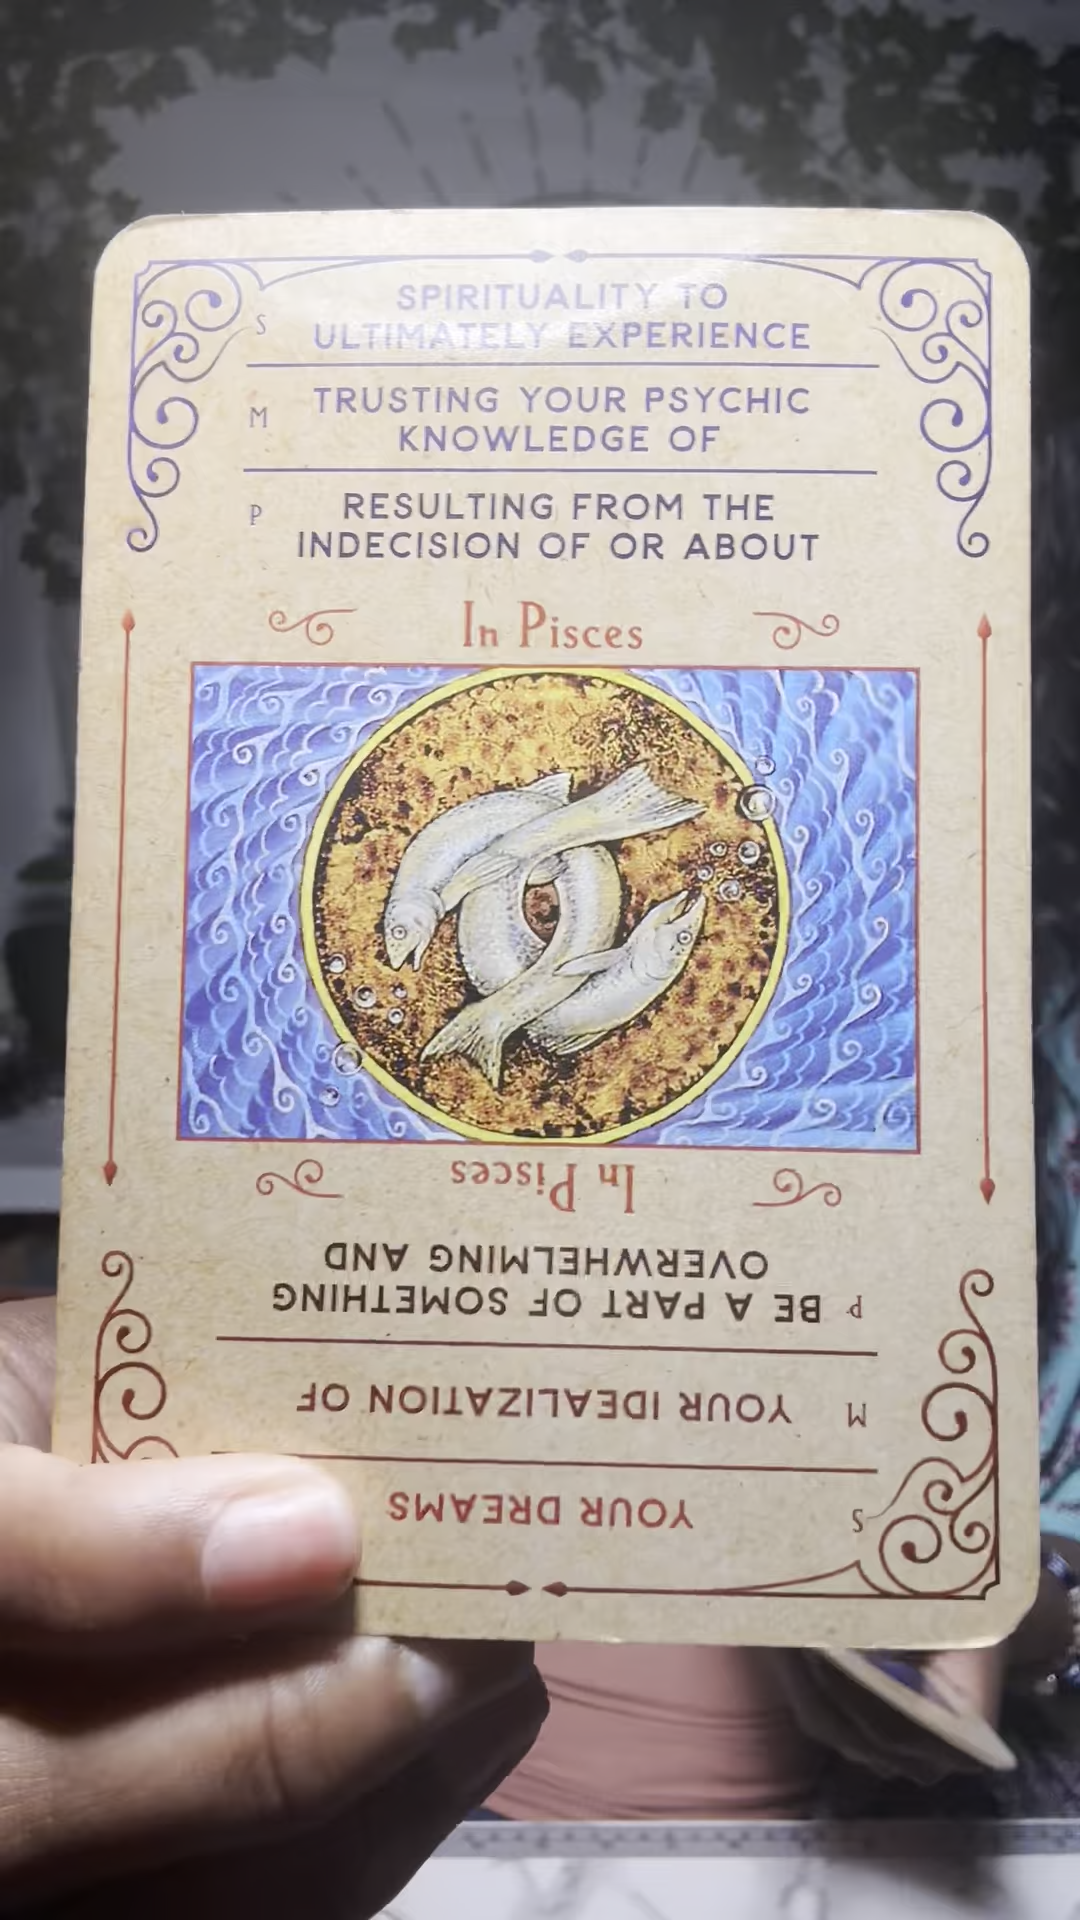 SPIRITUALITY TO
S
ULTIMATELY EXPERIENCE
M
TRUSTING YOUR PSYCHIC
KNOWLEDGE OF
P
RESULTING FROM THE
INDECISION OF OR ABOUT
In Pisces
In Pisces
P BE A PART OF SOMETHING
OVERWHELMING AND
M YOUR IDEALIZATION OF
S YOUR DREAMS